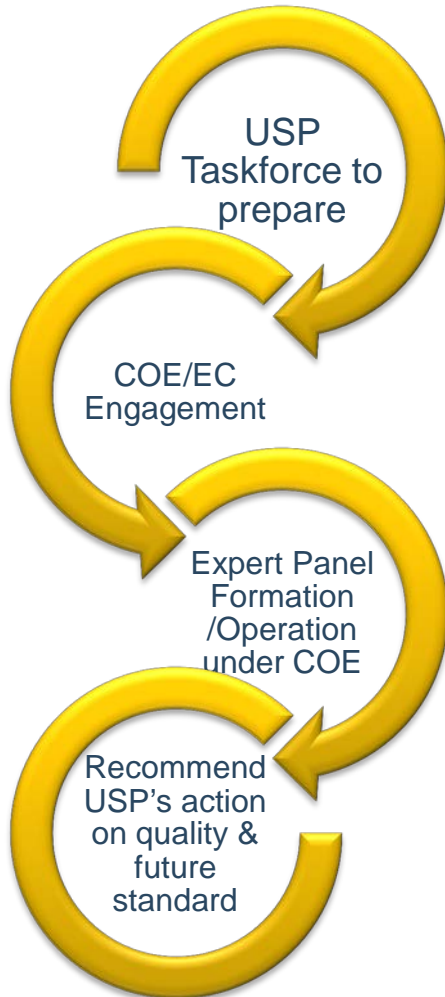 USP
Taskforce to
prepare
COE/EC
Engagement
Expert Panel
Formation
/Operation
under COE
Recommend
USP's action
on quality &
future
standard